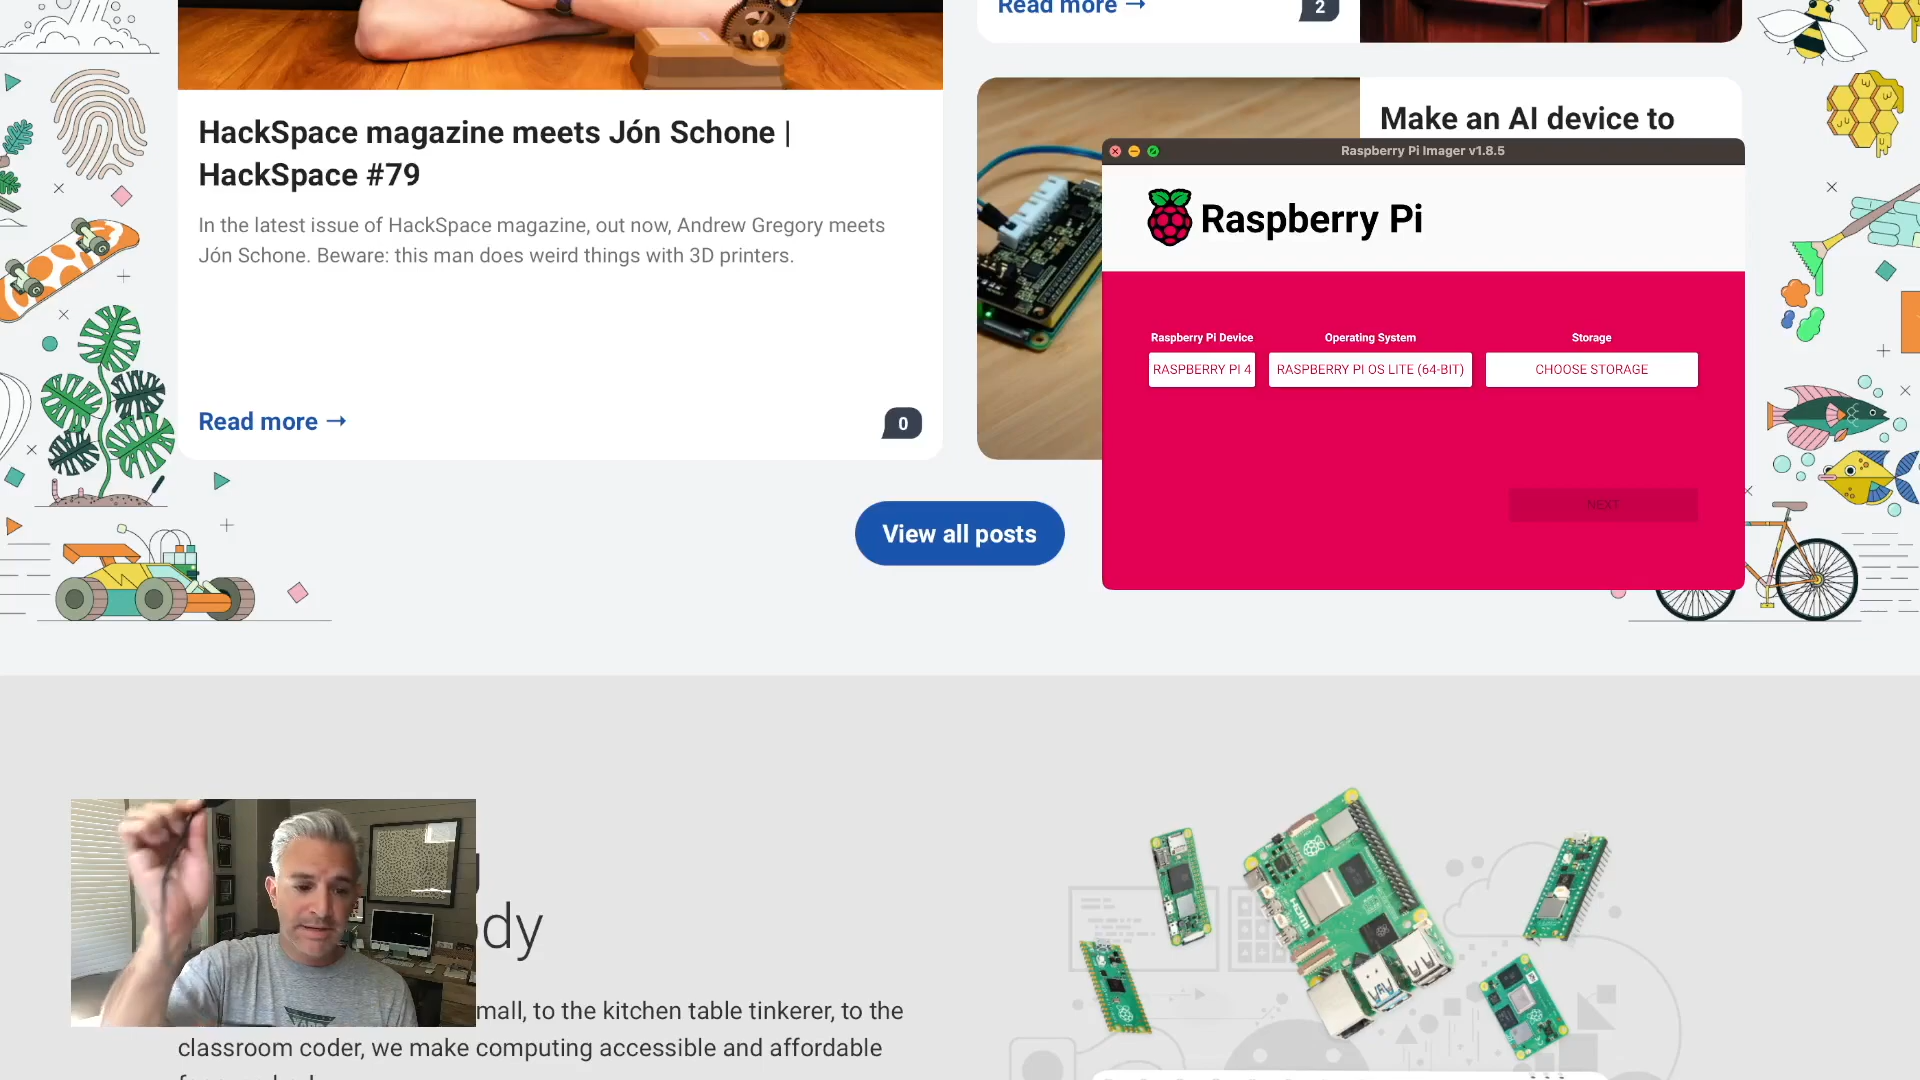 Read more →
2
HackSpace magazine meets Jón Schone |
HackSpace #79
In the latest issue of HackSpace magazine, out now, Andrew Gregory meets
Jón Schone. Beware: this man does weird things with 3D printers.
Read more →
0
Make an AI device to
Raspberry Pi Imager v1.8.5
Raspberry Pi
Raspberry Pi Device
Operating System
Storage
RASPBERRY PI 4
RASPBERRY PI OS LITE (64-BIT)
CHOOSE STORAGE
NEXT
View all posts
dy
mall, to the kitchen table tinkerer, to the
classroom coder, we make computing accessible and affordable
HDMI